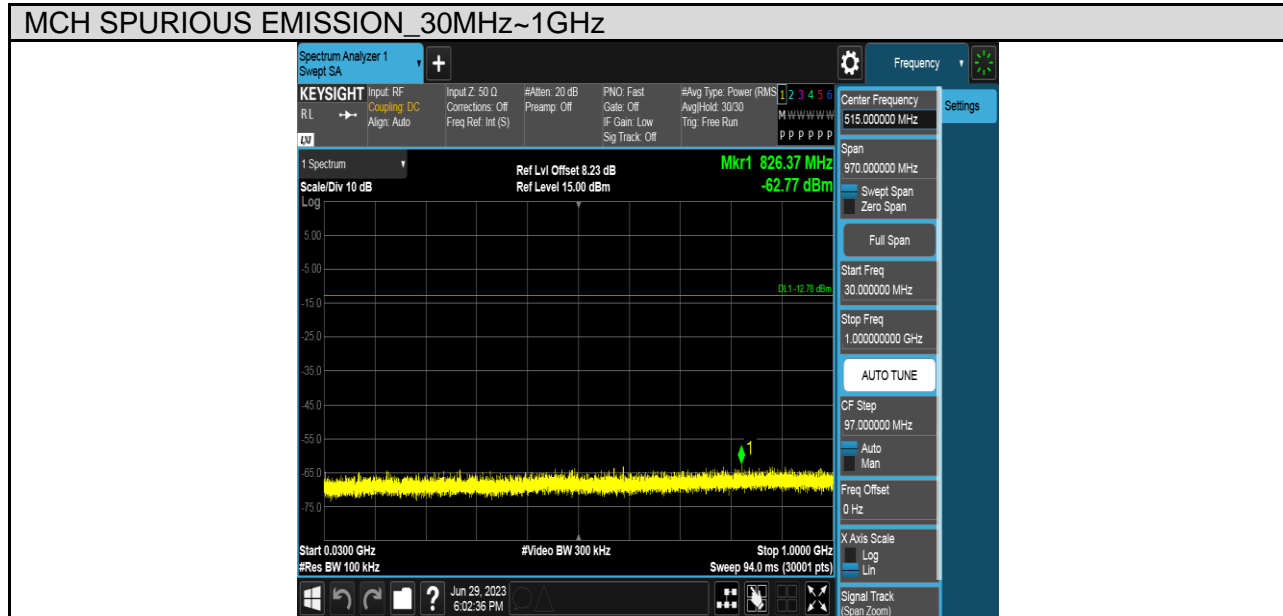 MCH SPURIOUS EMISSION_30MHz~1GHz
Spectrum Analyzer 1
Swept SA
+
Frequency
Settings
KEYSIGHT
RL
LXI
Input: RF
Coupling: DC
Align: Auto
Input Z: 50 Ω
Corrections: Off
Freq Ref: Int (S)
#Atten: 20 dB
Preamp: Off
PNO: Fast
Gate: Off
IF Gain: Low
Sig Track: Off
#Avg Type: Power (RMS
Avg|Hold: 30/30
Trig: Free Run
1 2 3 4 5 6
M W W W W W
P P P P P P
1 Spectrum
Scale/Div 10 dB
Ref Lvl Offset 8.23 dB
Ref Level 15.00 dBm
Mkr1 826.37 MHz
-62.77 dBm
Log
5.00
-5.00
-15.0
-25.0
-35.0
-45.0
-55.0
-65.0
-75.0
DL1 -12.78 dBm
1
Start 0.0300 GHz
#Res BW 100 kHz
#Video BW 300 kHz
Stop 1.0000 GHz
Sweep 94.0 ms (30001 pts)
?
Jun 29, 2023
6:02:36 PM
Center Frequency
515.000000 MHz
Span
970.000000 MHz
Swept Span
Zero Span
Full Span
Start Freq
30.000000 MHz
Stop Freq
1.000000000 GHz
AUTO TUNE
CF Step
97.000000 MHz
Auto
Man
Freq Offset
0 Hz
X Axis Scale
Log
Lin
Signal Track
(Span Zoom)